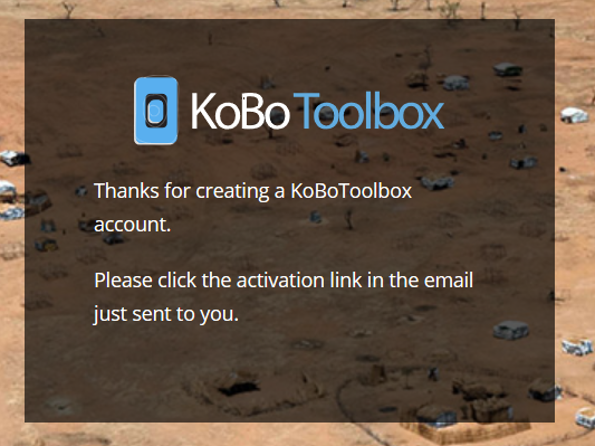 KoBoToolbox
Thanks for creating a KoBoToolbox
account.
Please click the activation link in the email
just sent to you.